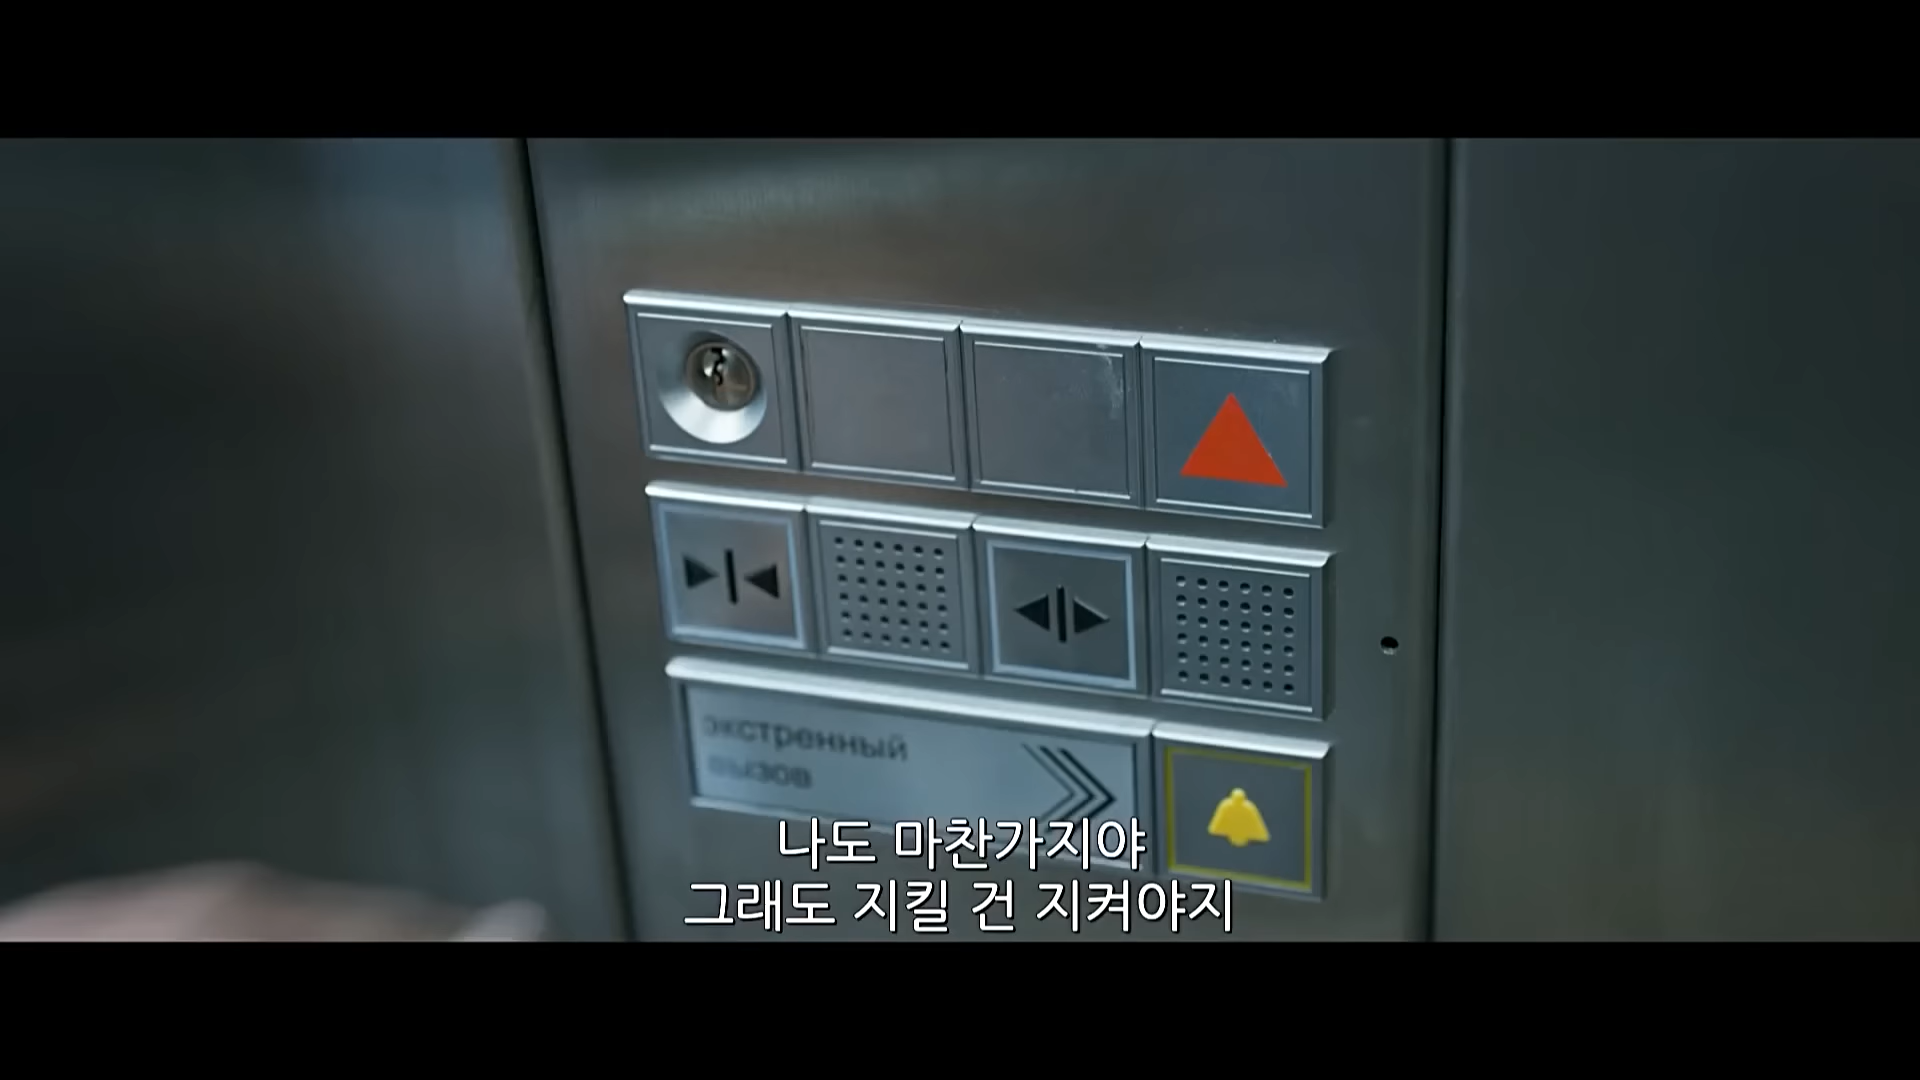 экстренный
вызов
나도 마찬가지야
그래도 지킬 건 지켜야지